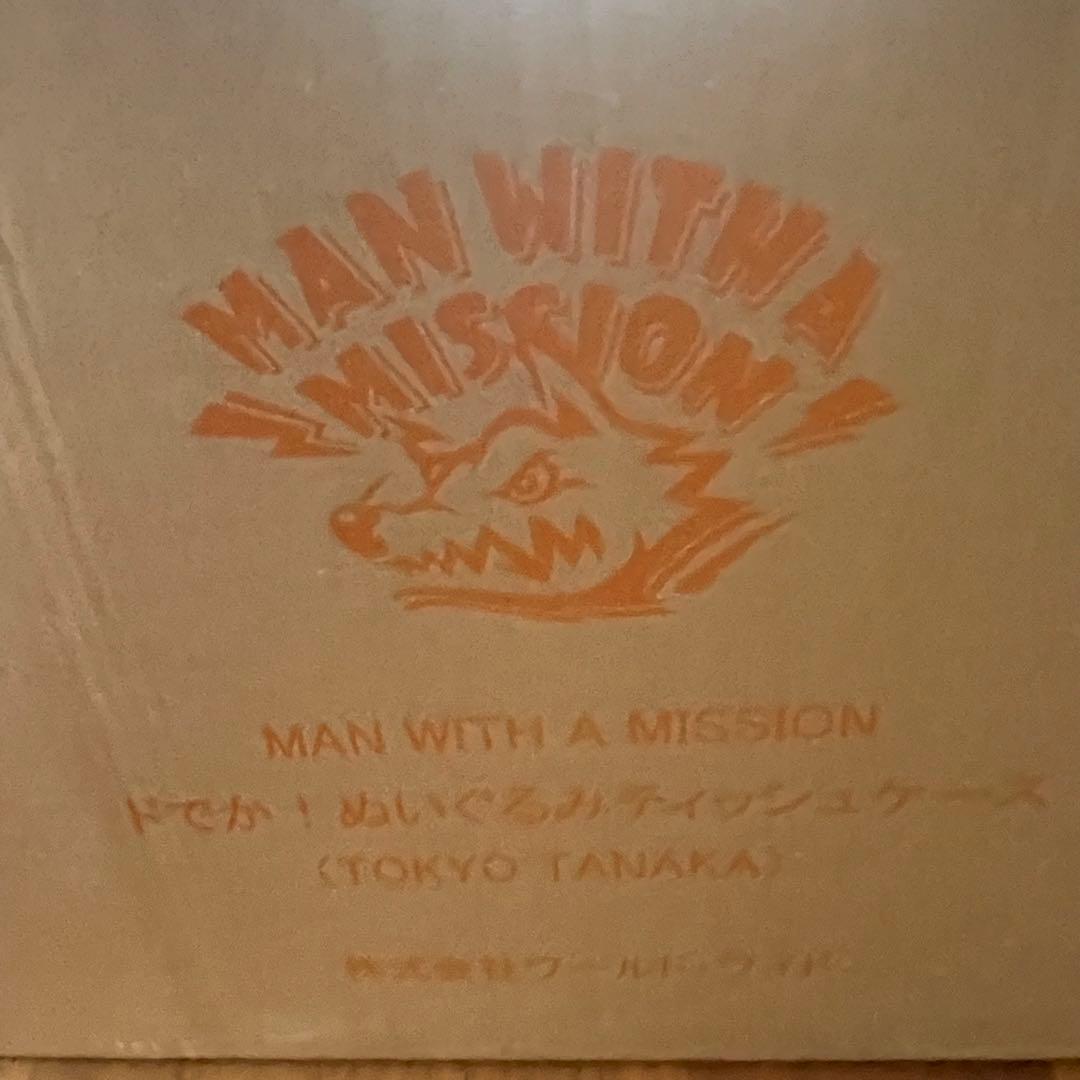 MAN WITH A
MISSION
MAN WITH A MISSION
ドでか！ぬいぐるみティッシュケース
（TOKYO TANAKA）
株式会社ワールド・ワイド